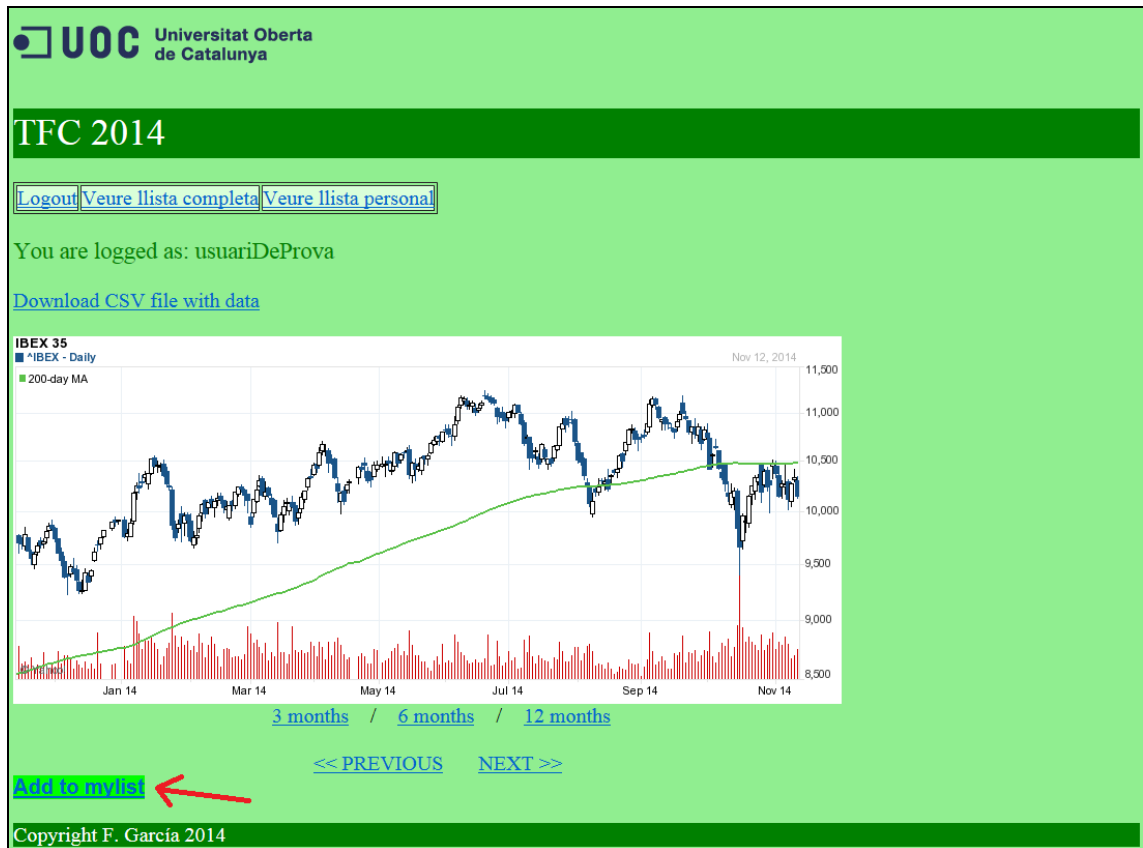 UOC Universitat Oberta
de Catalunya
TFC 2014
Logout Veure llista completa Veure llista personal
You are logged as: usuariDeProva
Download CSV file with data
IBEX 35
^IBEX - Daily
Nov 12, 2014
200-day MA
11,500
11,000
10,500
10,000
9,500
9,000
8,500
Jan 14 Mar 14 May 14 Jul 14 Sep 14 Nov 14
3 months / 6 months / 12 months
<< PREVIOUS NEXT >>
Add to mylist
Copyright F. García 2014